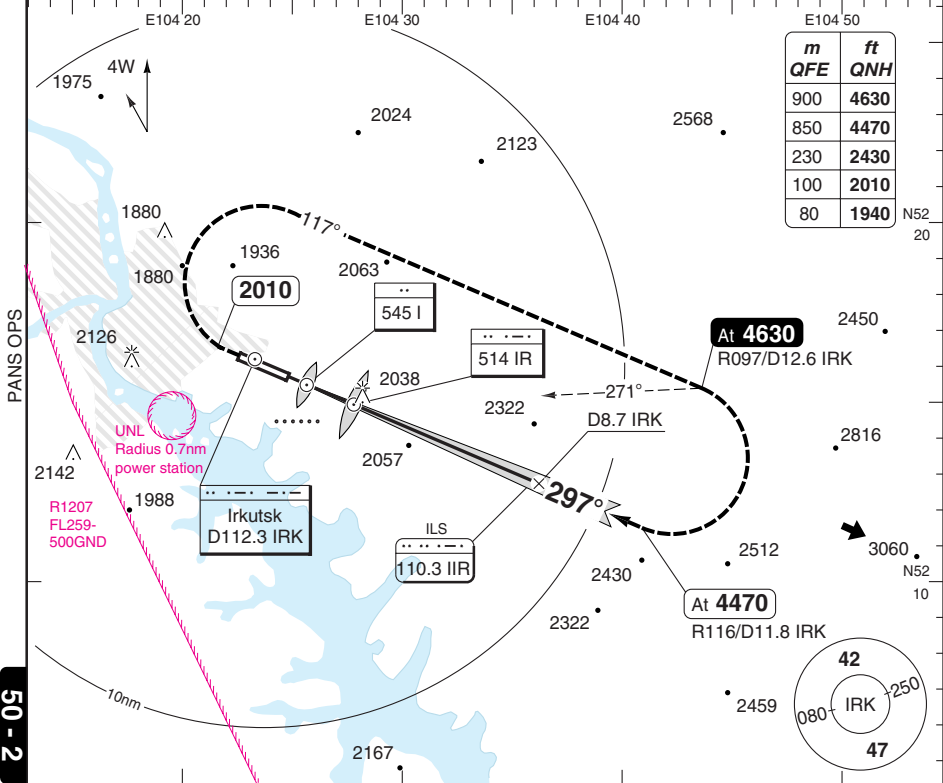 E104 20
E104 30
E104 40
E104 50
4W
1975
2024
2123
2568
m
QFE
ft
QNH
900
4630
850
4470
230
2430
100
2010
80
1940
N52
20
1880
1880
1936
117°
2063
2010
545 I
514 IR
2126
2038
2322
271°
At 4630
R097/D12.6 IRK
2450
D8.7 IRK
PANS OPS
UNL
Radius 0.7nm
power station
2142
2057
2816
1988
R1207
FL259-
500GND
Irkutsk
D112.3 IRK
297°
ILS
110.3 IIR
2430
2512
3060
N52
10
2322
At 4470
R116/D11.8 IRK
10nm
2459
2167
42
IRK
250
080
47
50 - 2